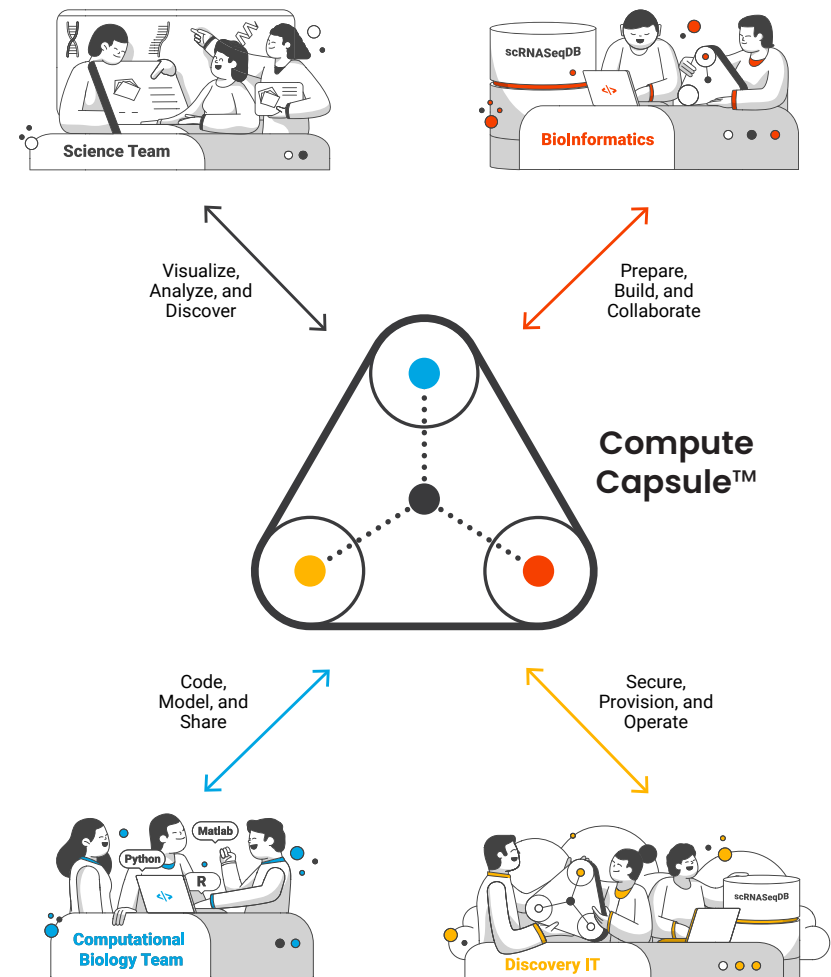 scRNASeqDB
Science Team
BioInformatics
Visualize,
Analyze, and
Discover
Prepare,
Build, and
Collaborate
Compute
Capsule™
Code,
Model, and
Share
Secure,
Provision, and
Operate
Matlab
Python
R
</>
Computational
Biology Team
scRNASeqDB
Discovery IT